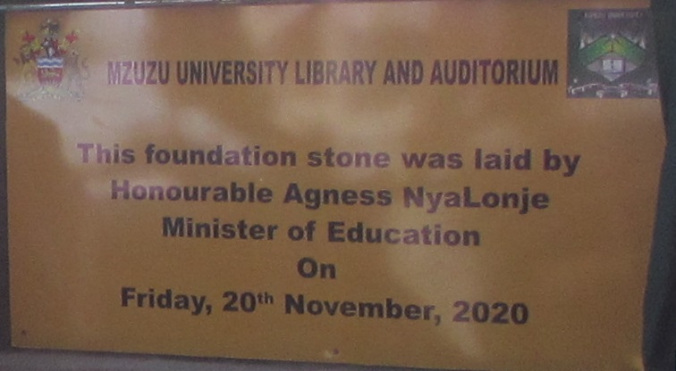 MZUZU UNIVERSITY LIBRARY AND AUDITORIUM
This foundation stone was laid by
Honourable Agness NyaLonje
Minister of Education
On
Friday, 20th November, 2020